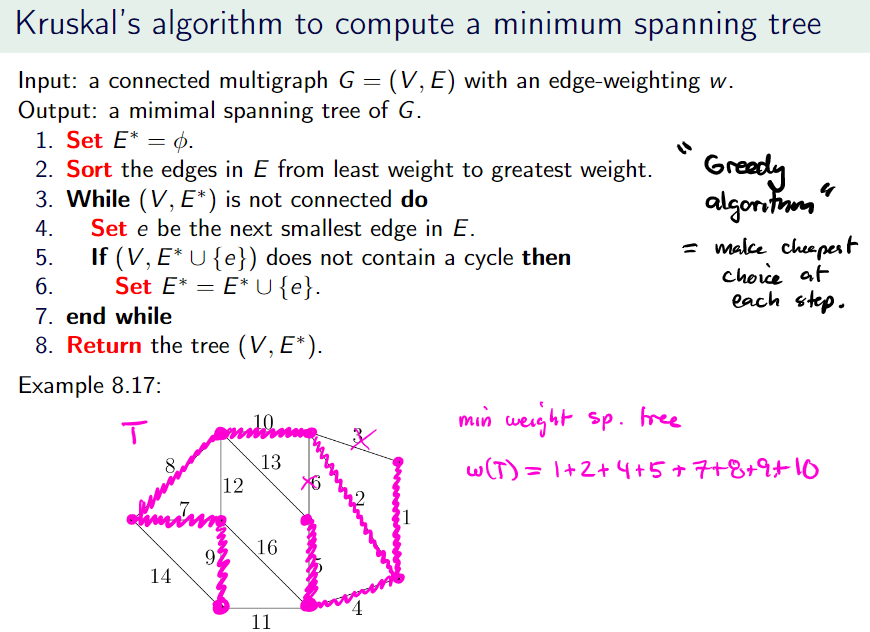 Kruskal's algorithm to compute a minimum spanning tree
Input: a connected multigraph G = (V, E) with an edge-weighting w.
Output: a mimimal spanning tree of G.
1. Set E* = ϕ.
2. Sort the edges in E from least weight to greatest weight.
3. While (V, E*) is not connected do
4. Set e be the next smallest edge in E.
5. If (V, E* ∪ {e}) does not contain a cycle then
6. Set E* = E* ∪ {e}.
7. end while
8. Return the tree (V, E*).
"Greedy
algorithm"
= make cheapest
choice at
each step.
Example 8.17:
T
10
3
8
13
12
6
2
7
1
9
16
5
14
4
11
min weight sp. tree
w(T) = 1+2+4+5+7+8+9+10